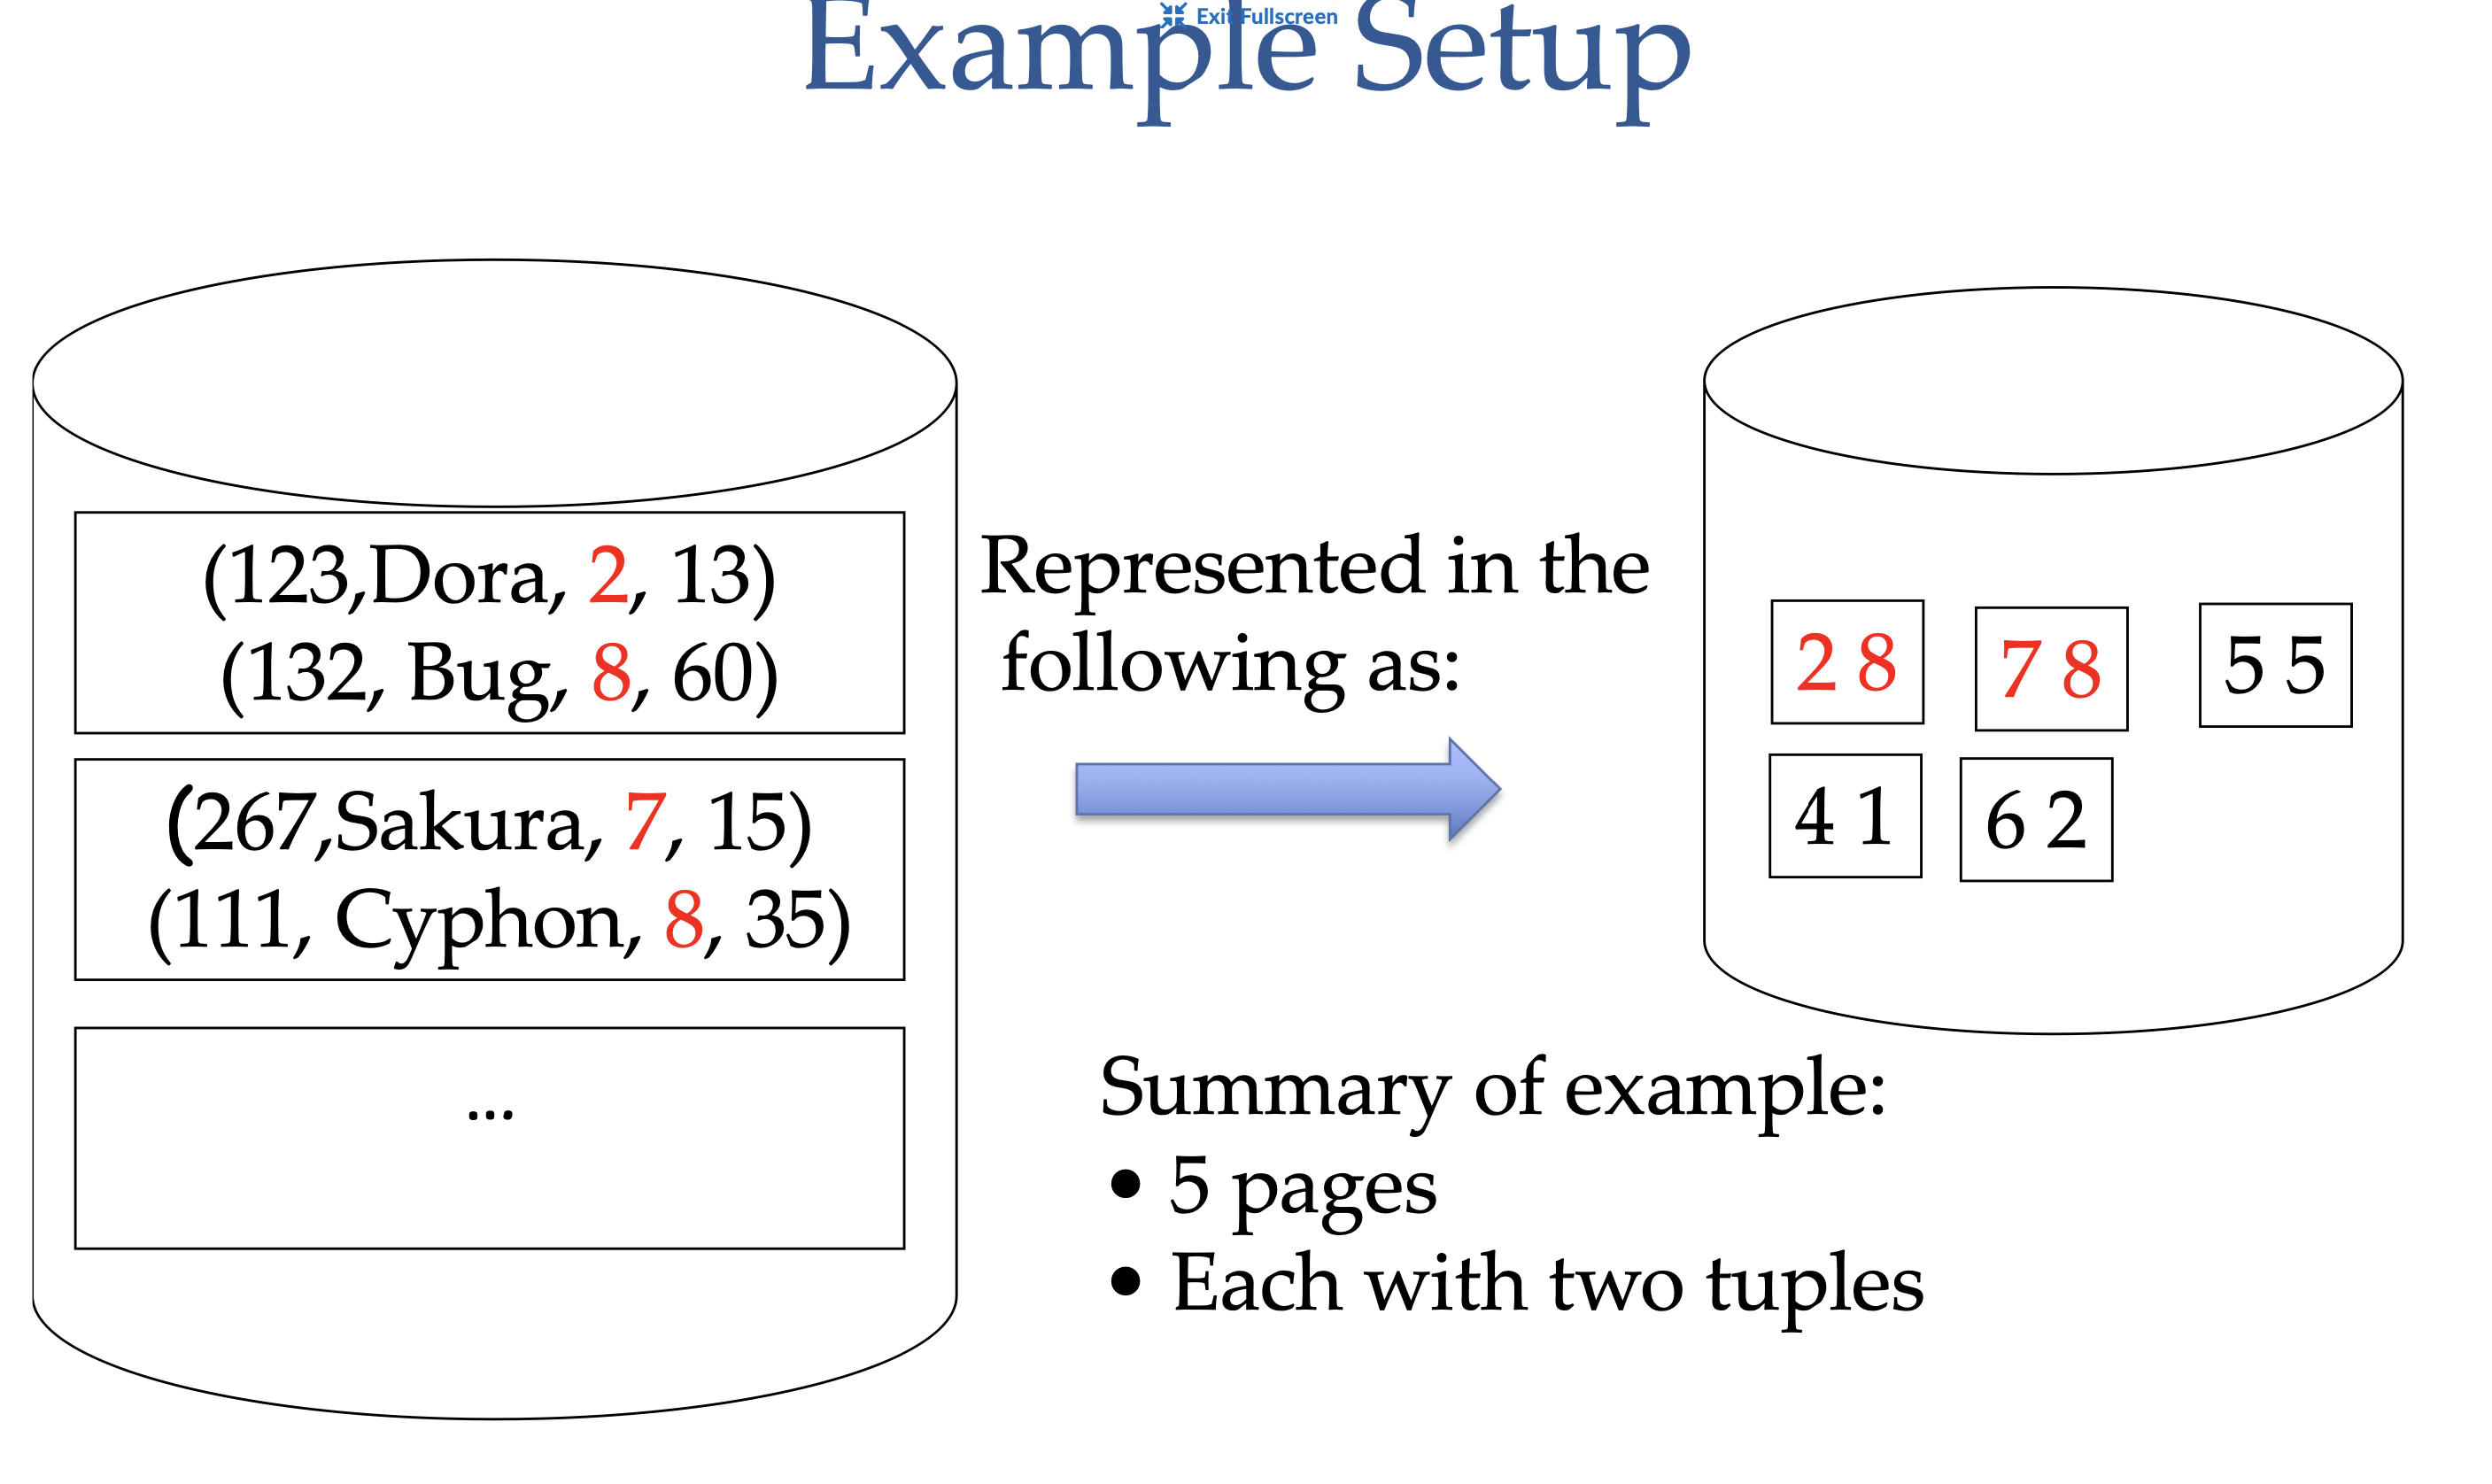 Exit Fullscreen
Example Setup
(123,Dora, 2, 13)
(132, Bug, 8, 60)
(267,Sakura, 7, 15)
(111, Cyphon, 8, 35)
....
Represented in the
following as:
2 8
7 8
5 5
4 1
6 2
Summary of example:
• 5 pages
• Each with two tuples